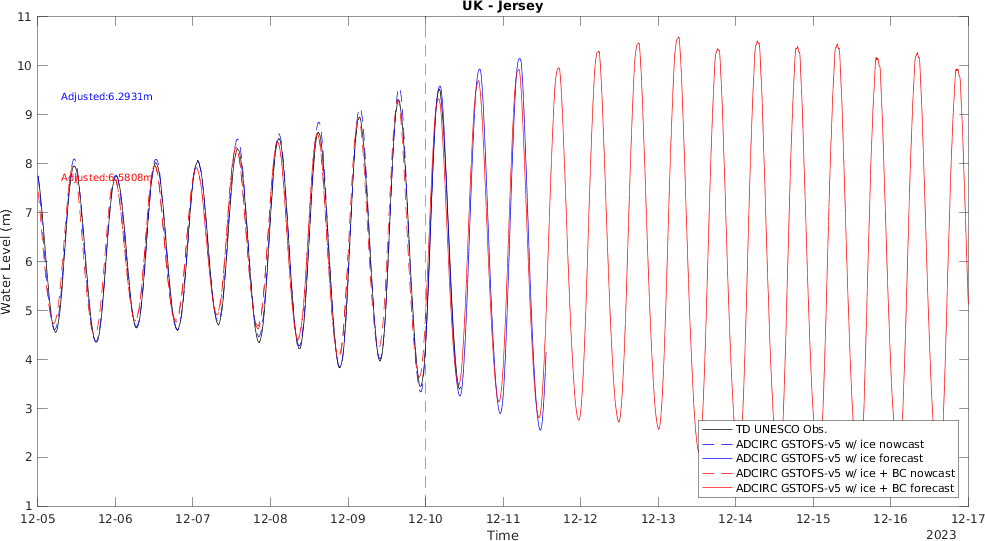 UK - Jersey
11
10
9
8
7
6
5
4
3
2
1
Water Level (m)
Adjusted:6.2931m
Adjusted:6.5808m
TD UNESCO Obs.
ADCIRC GSTOFS-v5 w/ ice nowcast
ADCIRC GSTOFS-v5 w/ ice forecast
ADCIRC GSTOFS-v5 w/ ice + BC nowcast
ADCIRC GSTOFS-v5 w/ ice + BC forecast
12-05 12-06 12-07 12-08 12-09 12-10 12-11 12-12 12-13 12-14 12-15 12-16 12-17
Time
2023